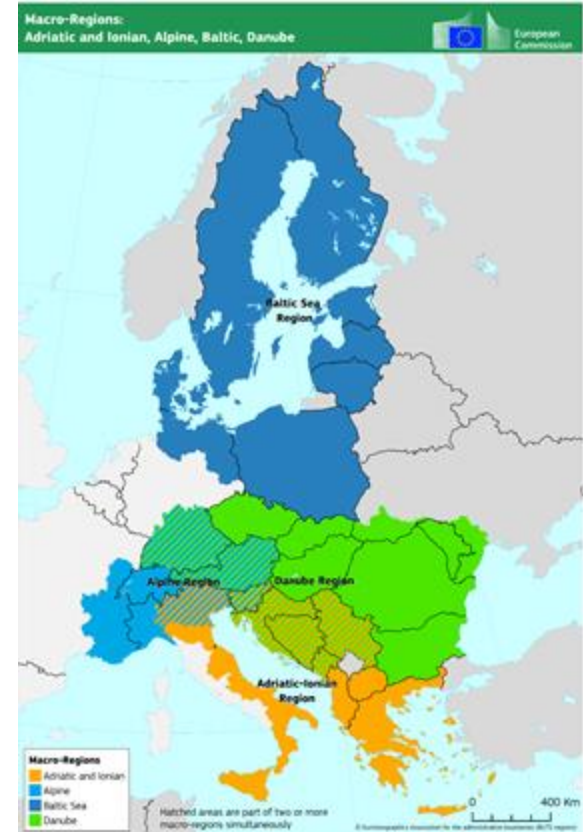 Macro-Regions:
Adriatic and Ionian, Alpine, Baltic, Danube
European
Commission
Baltic Sea
Region
Alpine Region
Danube Region
Adriatic-Ionian
Region
Macro-Regions
Adriatic and Ionian
Alpine
Baltic Sea
Danube
Hatched areas are part of two or more
macro-regions simultaneously
0 400 Km